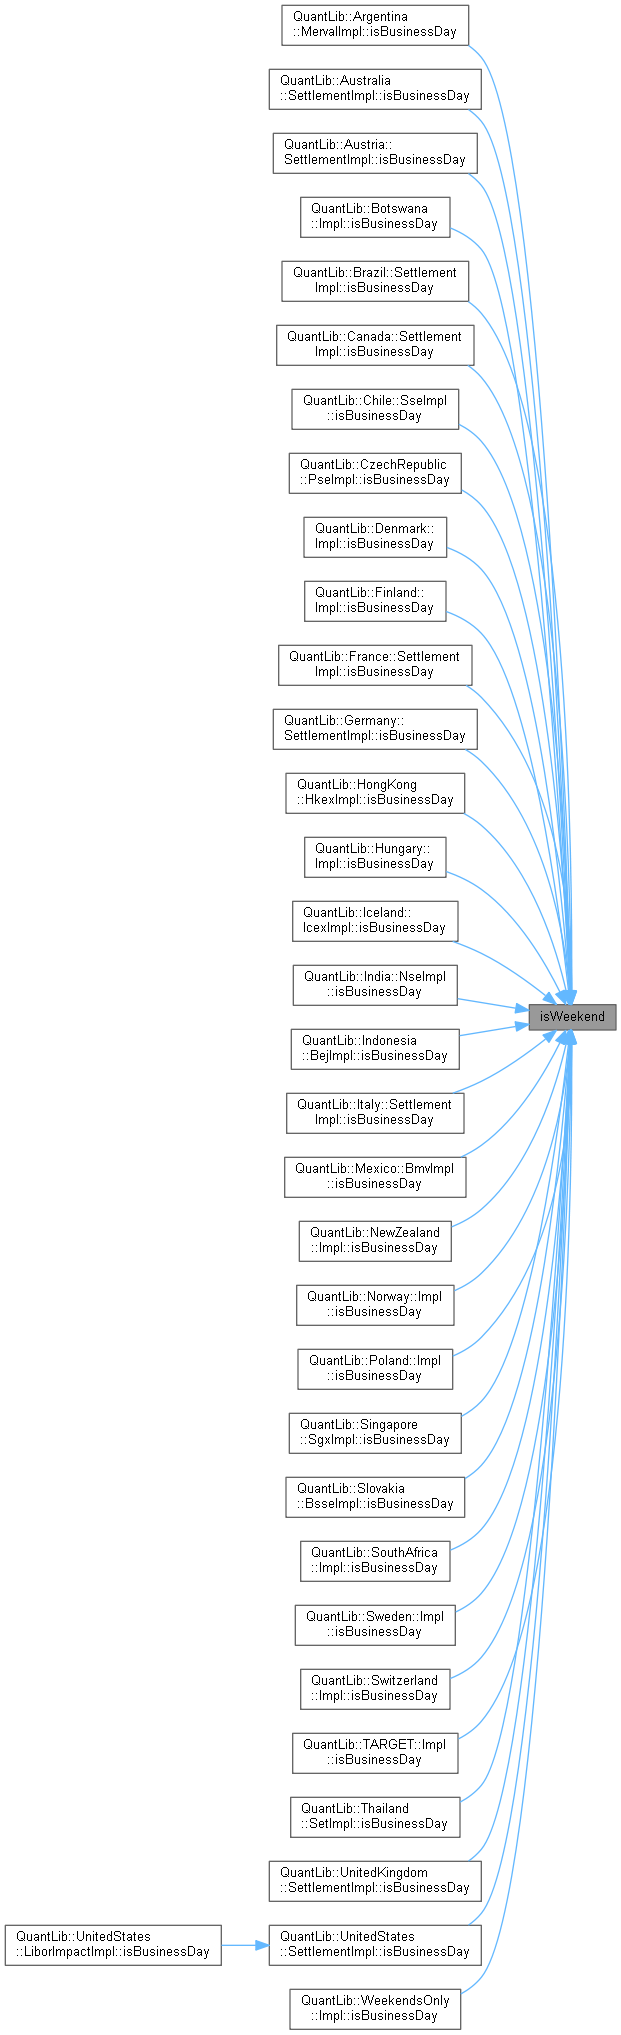 QuantLib::Argentina
::MervalImpl::isBusinessDay
QuantLib::Australia
::SettlementImpl::isBusinessDay
QuantLib::Austria::
SettlementImpl::isBusinessDay
QuantLib::Botswana
::Impl::isBusinessDay
QuantLib::Brazil::Settlement
Impl::isBusinessDay
QuantLib::Canada::Settlement
Impl::isBusinessDay
QuantLib::Chile::SseImpl
::isBusinessDay
QuantLib::CzechRepublic
::PseImpl::isBusinessDay
QuantLib::Denmark::
Impl::isBusinessDay
QuantLib::Finland::
Impl::isBusinessDay
QuantLib::France::Settlement
Impl::isBusinessDay
QuantLib::Germany::
SettlementImpl::isBusinessDay
QuantLib::HongKong
::HkexImpl::isBusinessDay
QuantLib::Hungary::
Impl::isBusinessDay
QuantLib::Iceland::
IcexImpl::isBusinessDay
QuantLib::India::NseImpl
::isBusinessDay
isWeekend
QuantLib::Indonesia
::BejImpl::isBusinessDay
QuantLib::Italy::Settlement
Impl::isBusinessDay
QuantLib::Mexico::BmvImpl
::isBusinessDay
QuantLib::NewZealand
::Impl::isBusinessDay
QuantLib::Norway::Impl
::isBusinessDay
QuantLib::Poland::Impl
::isBusinessDay
QuantLib::Singapore
::SgxImpl::isBusinessDay
QuantLib::Slovakia
::BsseImpl::isBusinessDay
QuantLib::SouthAfrica
::Impl::isBusinessDay
QuantLib::Sweden::Impl
::isBusinessDay
QuantLib::Switzerland
::Impl::isBusinessDay
QuantLib::TARGET::Impl
::isBusinessDay
QuantLib::Thailand
::SetImpl::isBusinessDay
QuantLib::UnitedKingdom
::SettlementImpl::isBusinessDay
QuantLib::UnitedStates
::LiborImpactImpl::isBusinessDay
QuantLib::UnitedStates
::SettlementImpl::isBusinessDay
QuantLib::WeekendsOnly
::Impl::isBusinessDay